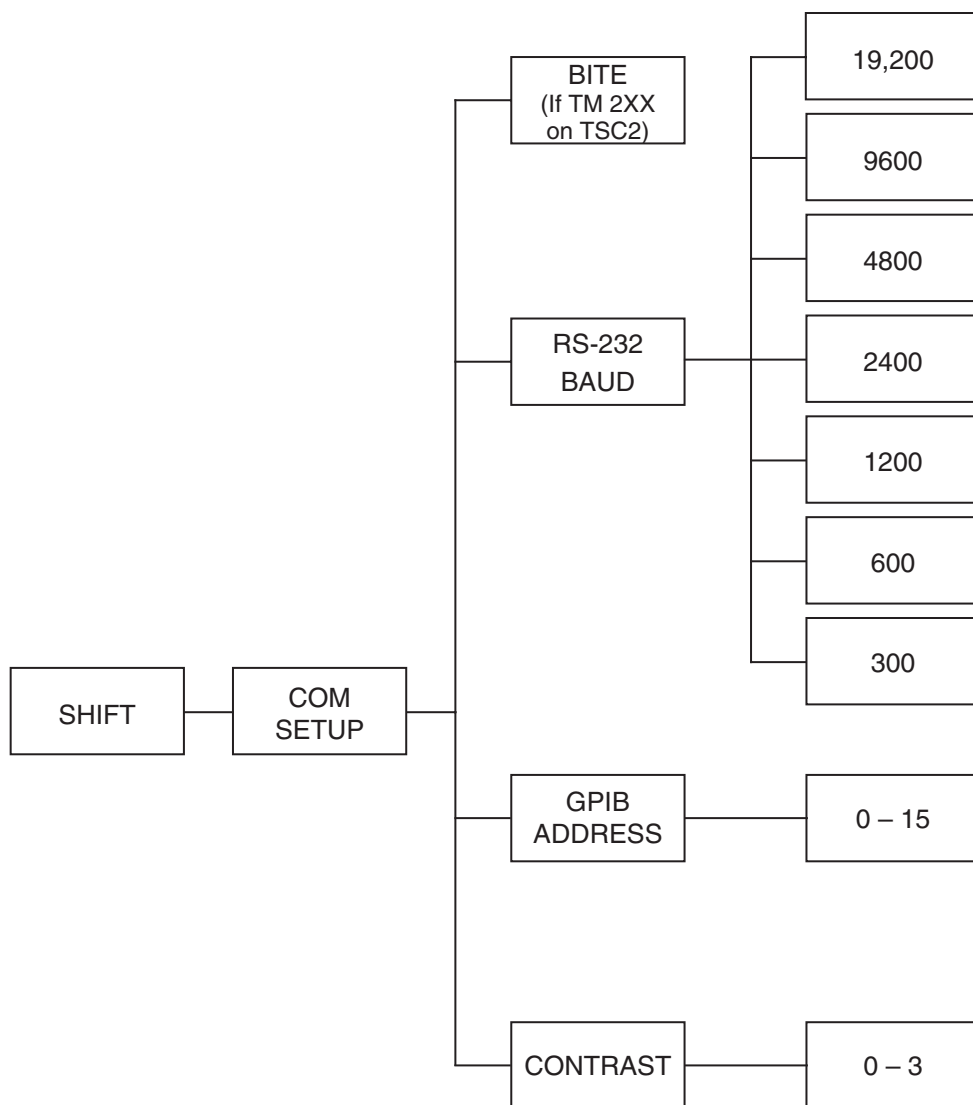 SHIFT
COM
SETUP
BITE
(If TM 2XX
on TSC2)
RS-232
BAUD
19,200
9600
4800
2400
1200
600
300
GPIB
ADDRESS
0 – 15
CONTRAST
0 – 3